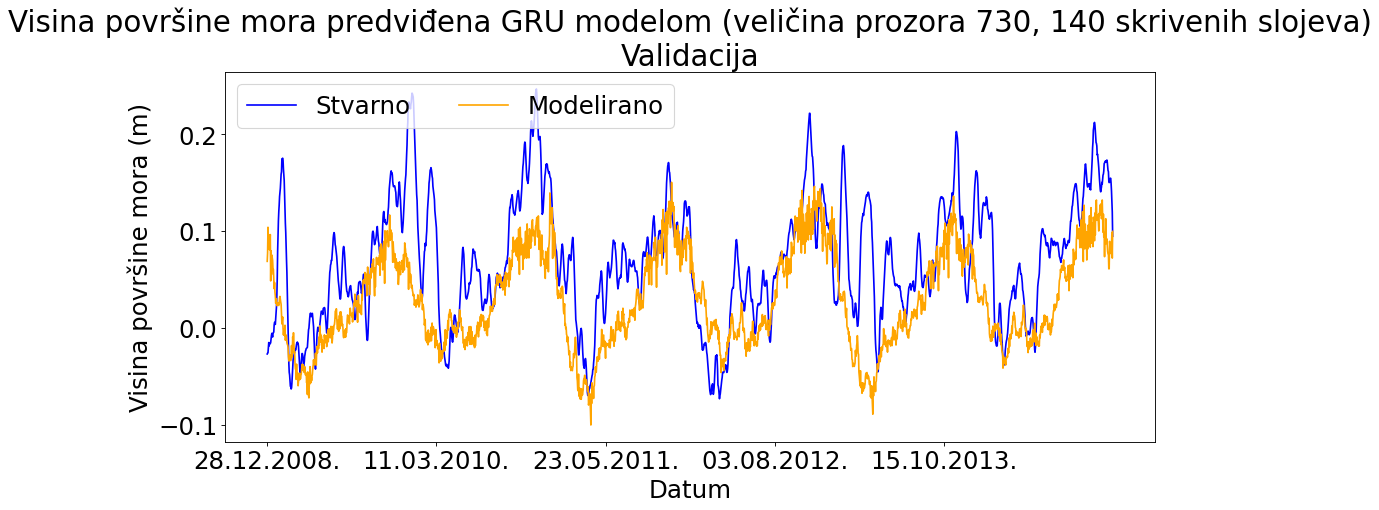 Visina površine mora predviđena GRU modelom (veličina prozora 730, 140 skrivenih slojeva)
Validacija
Stvarno
Modelirano
Visina površine mora (m)
0.2
0.1
0.0
−0.1
28.12.2008.
11.03.2010.
23.05.2011.
03.08.2012.
15.10.2013.
Datum